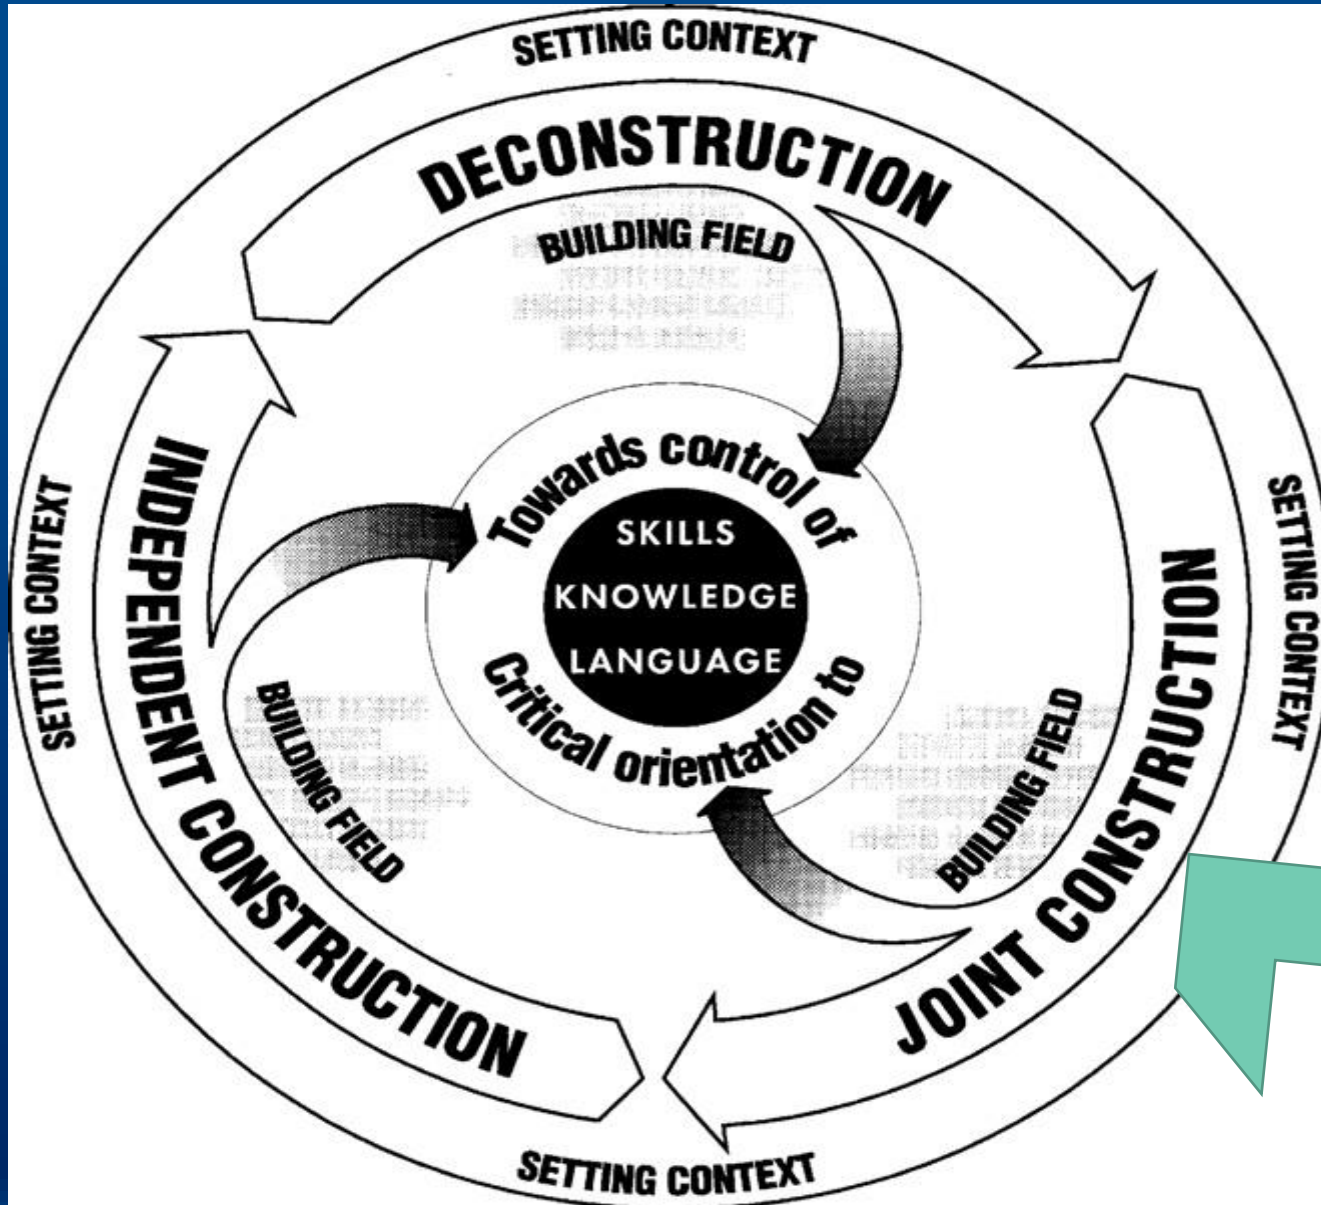 SETTING CONTEXT
DECONSTRUCTION
BUILDING FIELD
SETTING CONTEXT
JOINT CONSTRUCTION
BUILDING FIELD
SETTING CONTEXT
INDEPENDENT CONSTRUCTION
BUILDING FIELD
SETTING CONTEXT
Towards control of
SKILLS
KNOWLEDGE
LANGUAGE
Critical orientation to